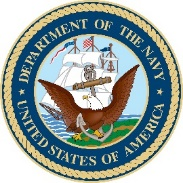 DEPARTMENT OF THE NAVY
UNITED STATES OF AMERICA